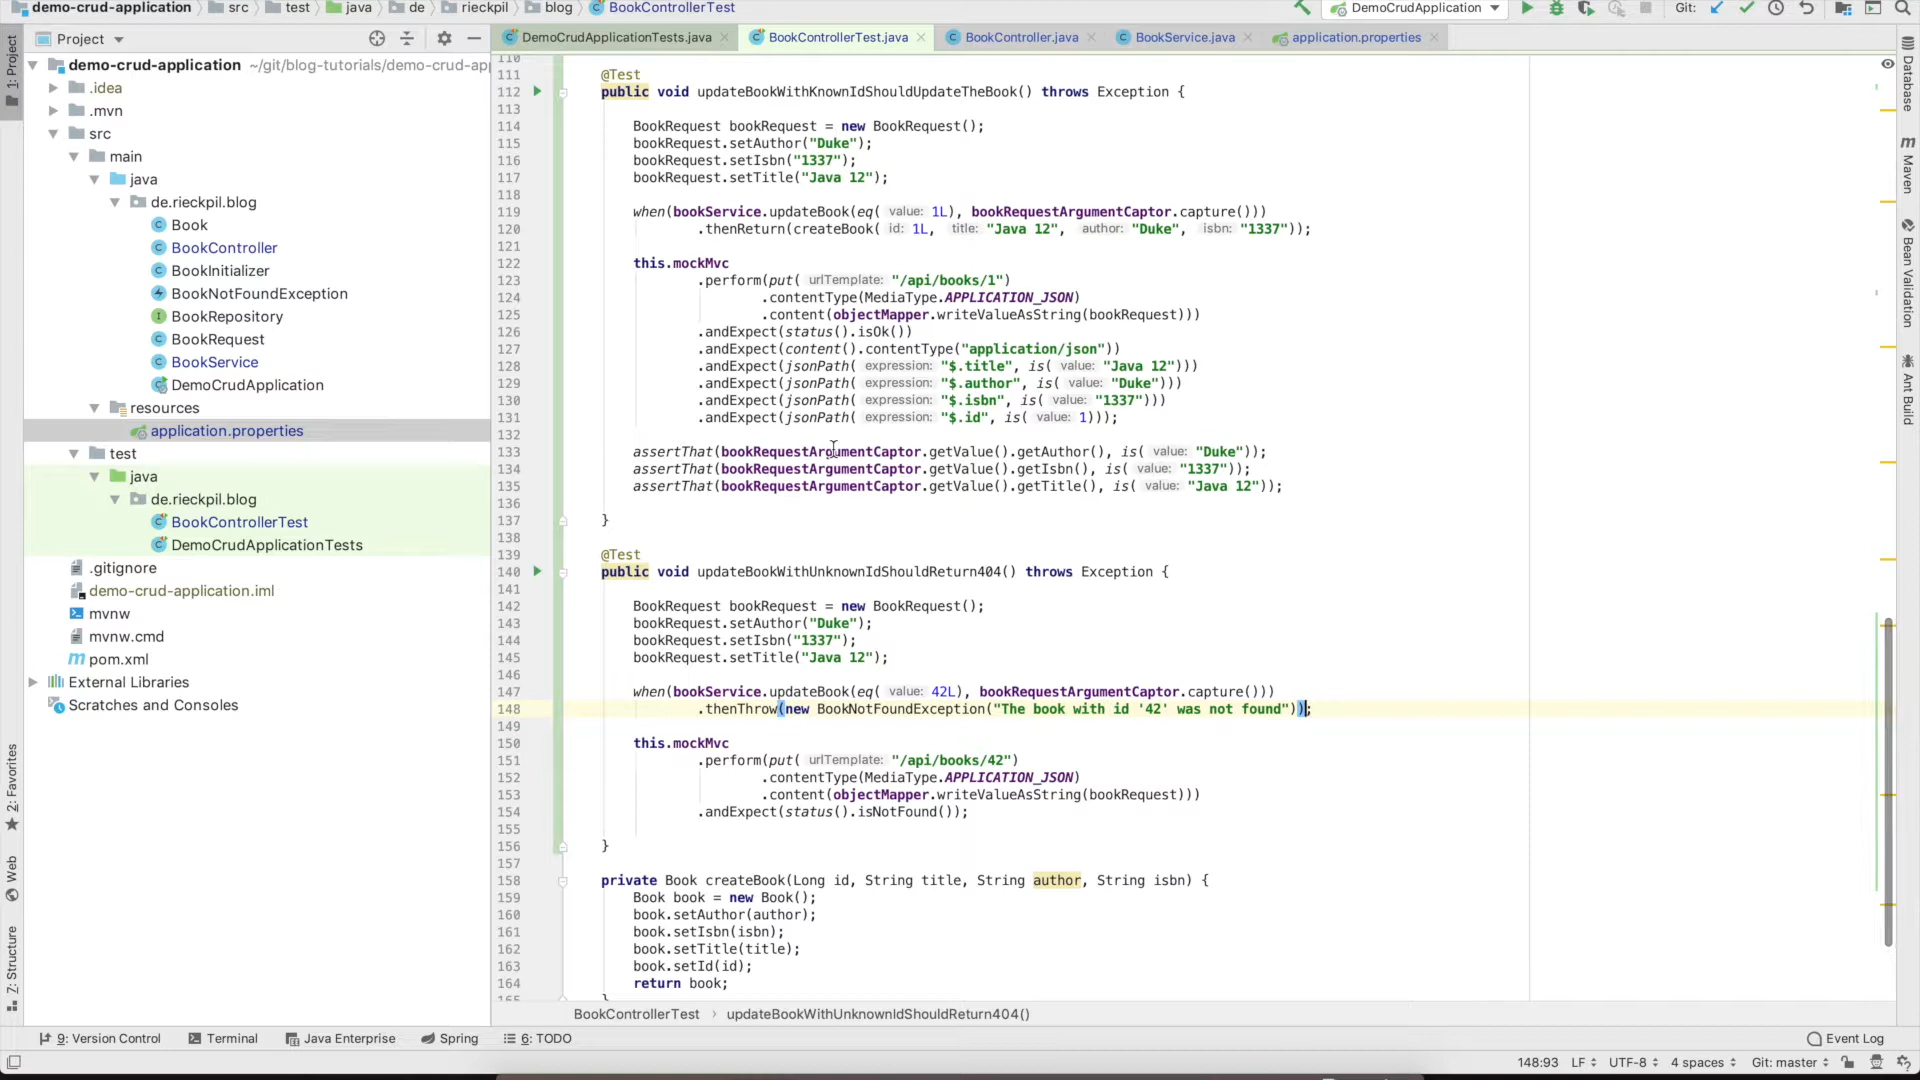 demo-crud-application src test java de rieckpil blog BookControllerTest
DemoCrudApplication Git:
Project
DemoCrudApplicationTests.java BookControllerTest.java BookController.java BookService.java application.properties
demo-crud-application ~/git/blog-tutorials/demo-crud-ap
.idea
.mvn
src
main
java
de.rieckpil.blog
Book
BookController
BookInitializer
BookNotFoundException
BookRepository
BookRequest
BookService
DemoCrudApplication
resources
application.properties
test
java
de.rieckpil.blog
BookControllerTest
DemoCrudApplicationTests
.gitignore
demo-crud-application.iml
mvnw
mvnw.cmd
pom.xml
External Libraries
Scratches and Consoles
1: Project
2: Favorites
Web
Z: Structure
110
111 @Test
112 public void updateBookWithKnownIdShouldUpdateTheBook() throws Exception {
113
114 BookRequest bookRequest = new BookRequest();
115 bookRequest.setAuthor("Duke");
116 bookRequest.setIsbn("1337");
117 bookRequest.setTitle("Java 12");
118
119 when(bookService.updateBook(eq( value: 1L), bookRequestArgumentCaptor.capture()))
120 .thenReturn(createBook( id: 1L, title: "Java 12", author: "Duke", isbn: "1337"));
121
122 this.mockMvc
123 .perform(put( urlTemplate: "/api/books/1")
124 .contentType(MediaType.APPLICATION_JSON)
125 .content(objectMapper.writeValueAsString(bookRequest)))
126 .andExpect(status().isOk())
127 .andExpect(content().contentType("application/json"))
128 .andExpect(jsonPath( expression: "$.title", is( value: "Java 12")))
129 .andExpect(jsonPath( expression: "$.author", is( value: "Duke")))
130 .andExpect(jsonPath( expression: "$.isbn", is( value: "1337")))
131 .andExpect(jsonPath( expression: "$.id", is( value: 1)));
132
133 assertThat(bookRequestArgumentCaptor.getValue().getAuthor(), is( value: "Duke"));
134 assertThat(bookRequestArgumentCaptor.getValue().getIsbn(), is( value: "1337"));
135 assertThat(bookRequestArgumentCaptor.getValue().getTitle(), is( value: "Java 12"));
136
137 }
138
139 @Test
140 public void updateBookWithUnknownIdShouldReturn404() throws Exception {
141
142 BookRequest bookRequest = new BookRequest();
143 bookRequest.setAuthor("Duke");
144 bookRequest.setIsbn("1337");
145 bookRequest.setTitle("Java 12");
146
147 when(bookService.updateBook(eq( value: 42L), bookRequestArgumentCaptor.capture()))
148 .thenThrow(new BookNotFoundException("The book with id '42' was not found"));
149
150 this.mockMvc
151 .perform(put( urlTemplate: "/api/books/42")
152 .contentType(MediaType.APPLICATION_JSON)
153 .content(objectMapper.writeValueAsString(bookRequest)))
154 .andExpect(status().isNotFound());
155
156 }
157
158 private Book createBook(Long id, String title, String author, String isbn) {
159 Book book = new Book();
160 book.setAuthor(author);
161 book.setIsbn(isbn);
162 book.setTitle(title);
163 book.setId(id);
164 return book;
165 }
BookControllerTest › updateBookWithUnknownIdShouldReturn404()
Database
Maven
Bean Validation
Ant Build
9: Version Control Terminal Java Enterprise Spring 6: TODO Event Log
148:93 LF UTF-8 4 spaces Git: master